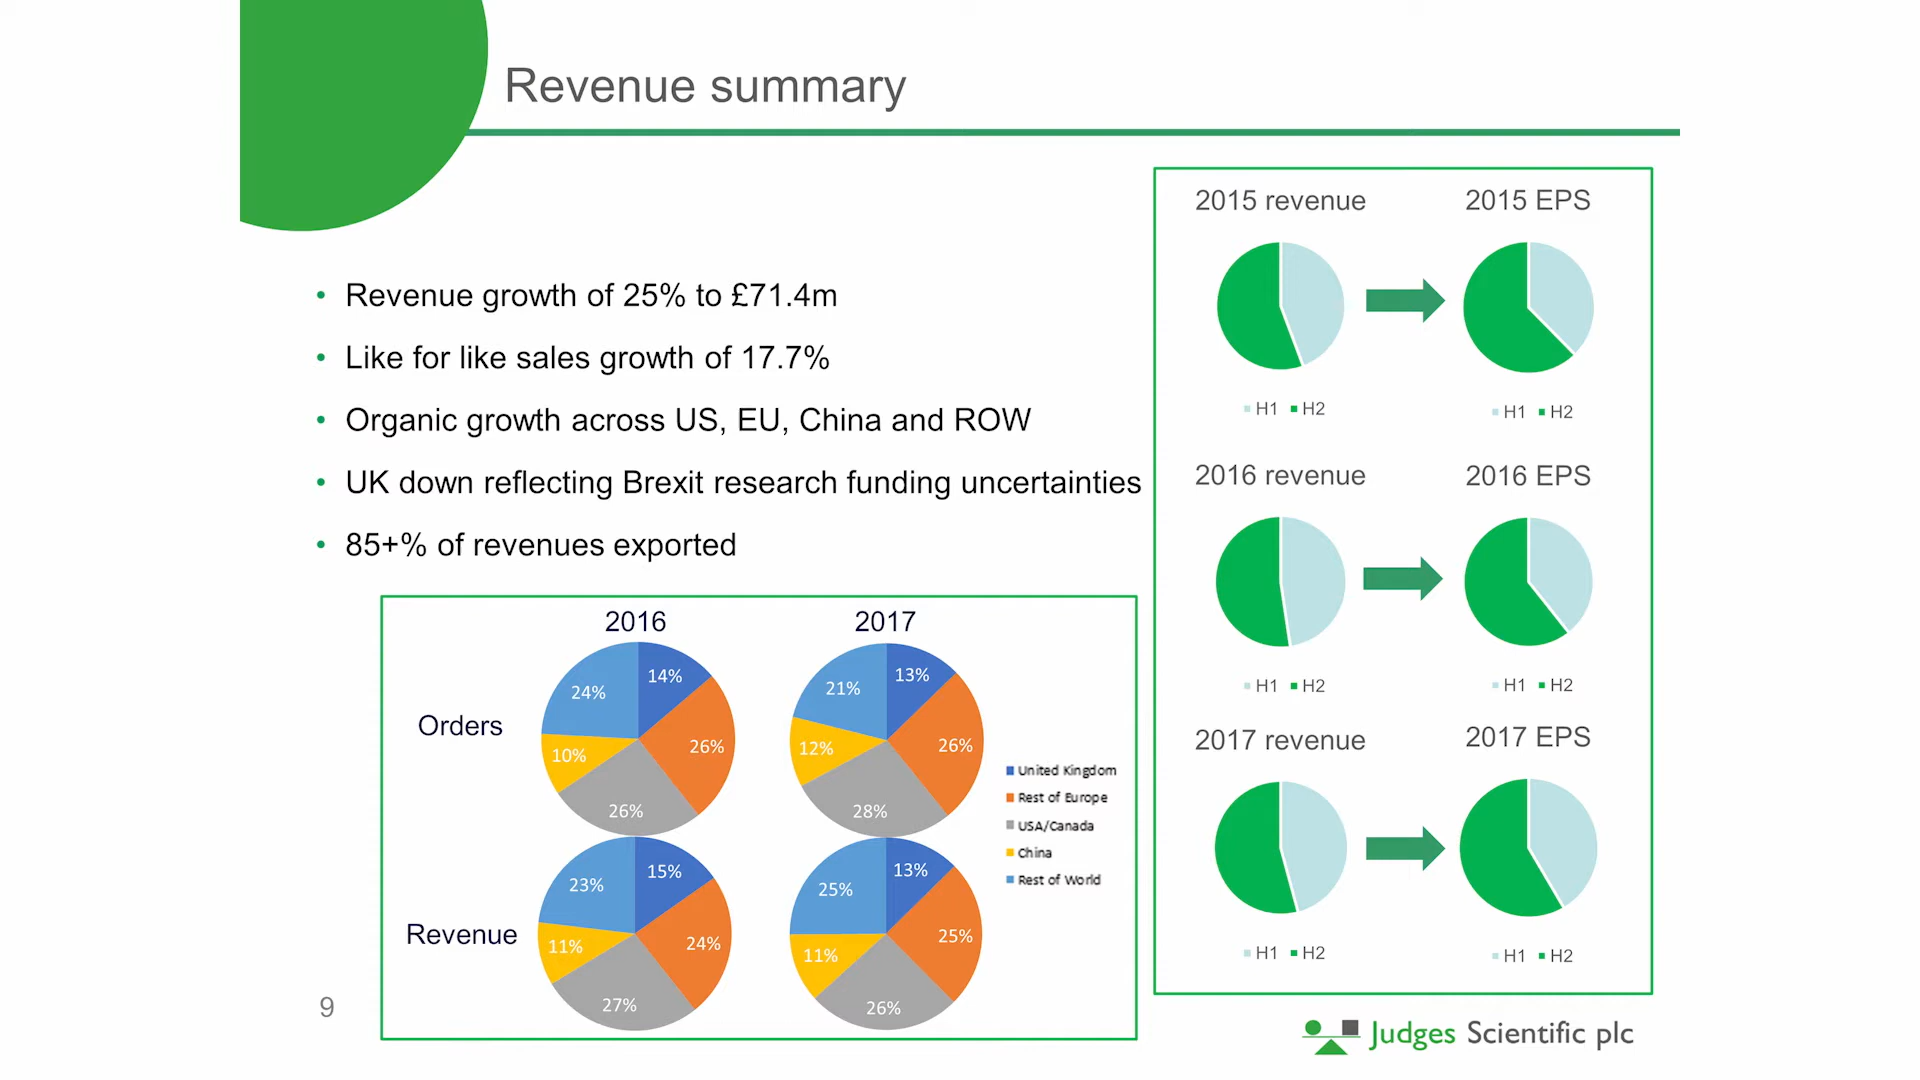 Revenue summary
• Revenue growth of 25% to £71.4m
• Like for like sales growth of 17.7%
• Organic growth across US, EU, China and ROW
• UK down reflecting Brexit research funding uncertainties
• 85+% of revenues exported
2016 2017
Orders
14%
26%
26%
10%
24%
13%
26%
28%
12%
21%
Revenue
15%
24%
27%
11%
23%
13%
25%
26%
11%
25%
United Kingdom
Rest of Europe
USA/Canada
China
Rest of World
2015 revenue 2015 EPS
H1 H2 H1 H2
2016 revenue 2016 EPS
H1 H2 H1 H2
2017 revenue 2017 EPS
H1 H2 H1 H2
9
Judges Scientific plc